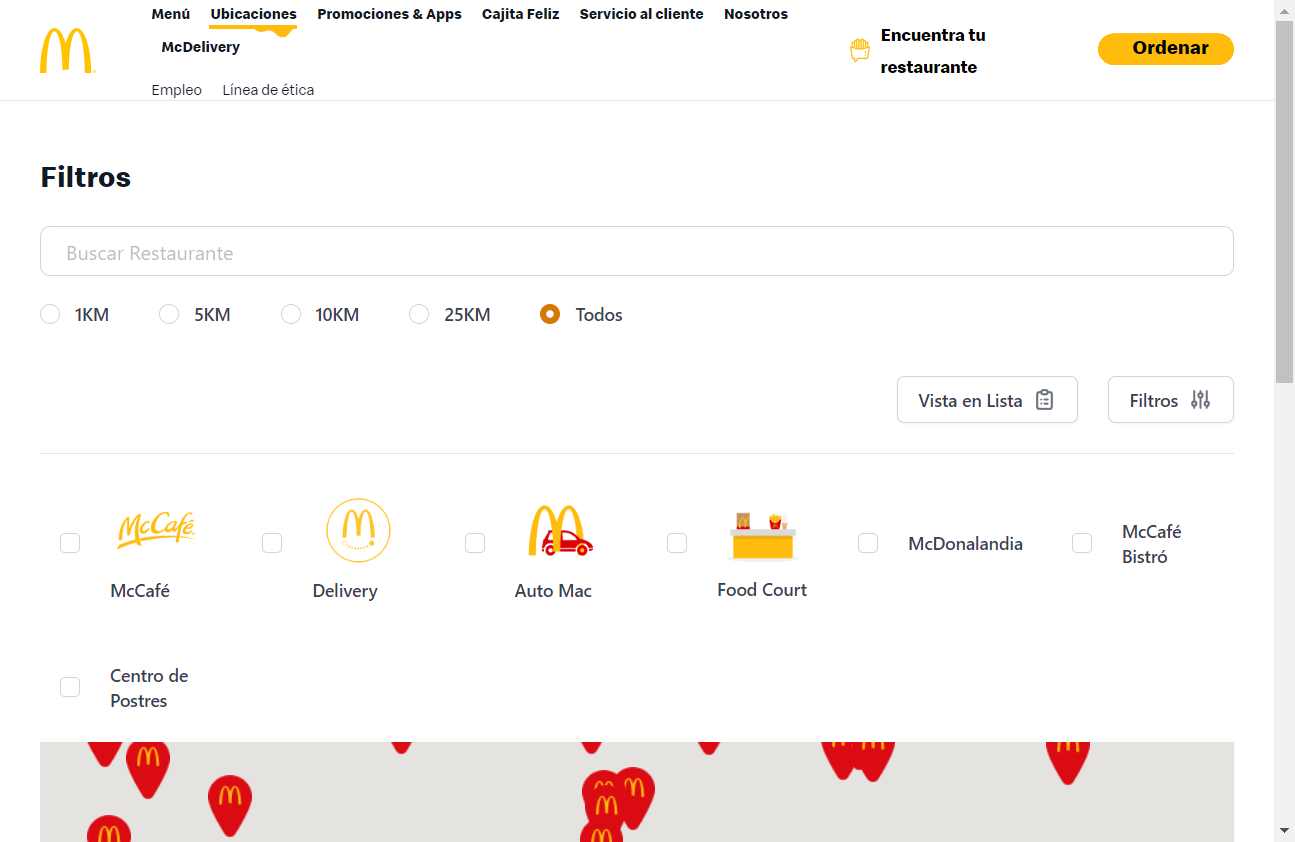 Menú Ubicaciones Promociones & Apps Cajita Feliz Servicio al cliente Nosotros
McDelivery
Encuentra tu
restaurante
Ordenar
Empleo Línea de ética
Filtros
Buscar Restaurante
1KM 5KM 10KM 25KM Todos
Vista en Lista Filtros
McCafé
McCafé Delivery Auto Mac Food Court McDonalandia McCafé
Bistró
Centro de
Postres